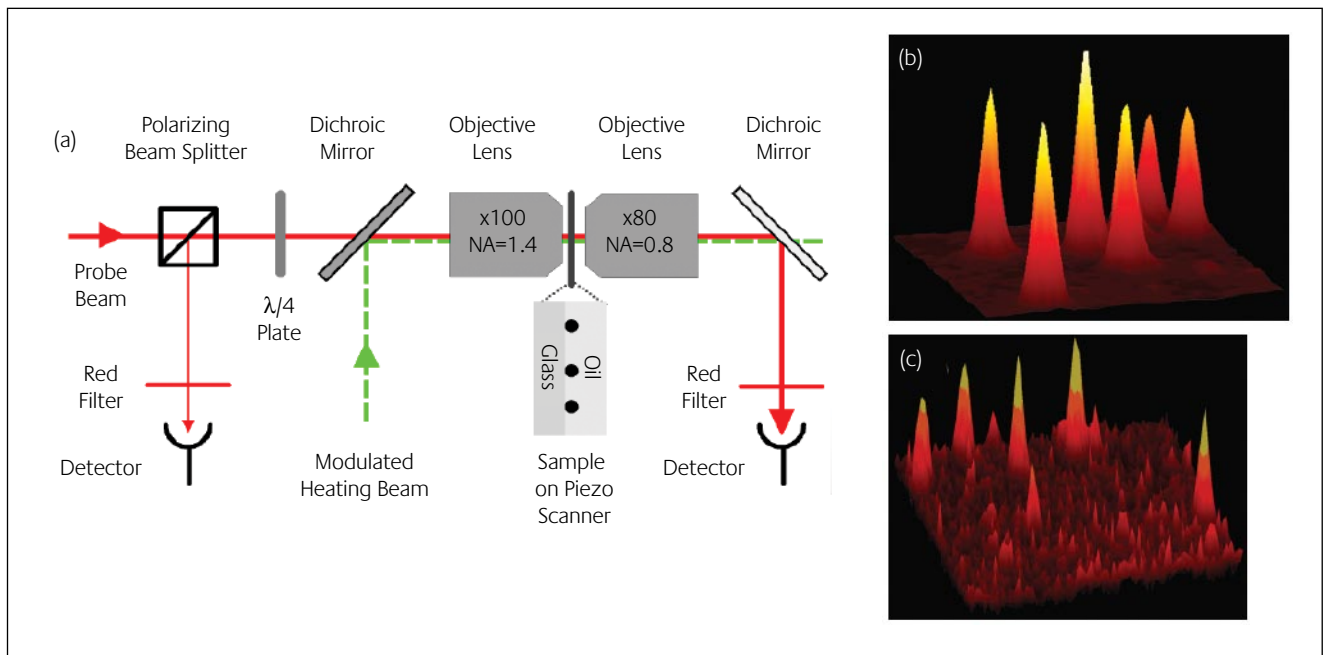 (a)
Polarizing
Beam Splitter
Dichroic
Mirror
Objective
Lens
Objective
Lens
Dichroic
Mirror
x100
NA=1.4
x80
NA=0.8
Probe
Beam
λ/4
Plate
Glass
Oil
Red
Filter
Detector
Modulated
Heating Beam
Sample
on Piezo
Scanner
Red
Filter
Detector
(b)
(c)